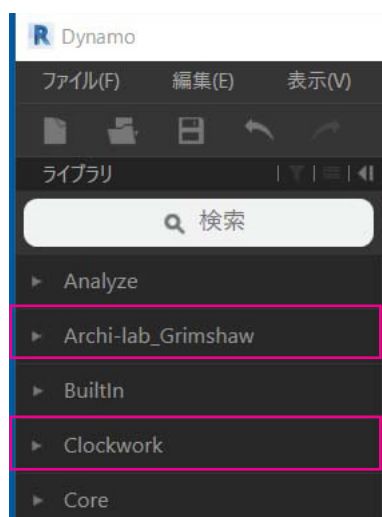 R Dynamo
ファイル(F) 編集(E) 表示(V)
ライブラリ
検索
Analyze
Archi-lab_Grimshaw
BuiltIn
Clockwork
Core